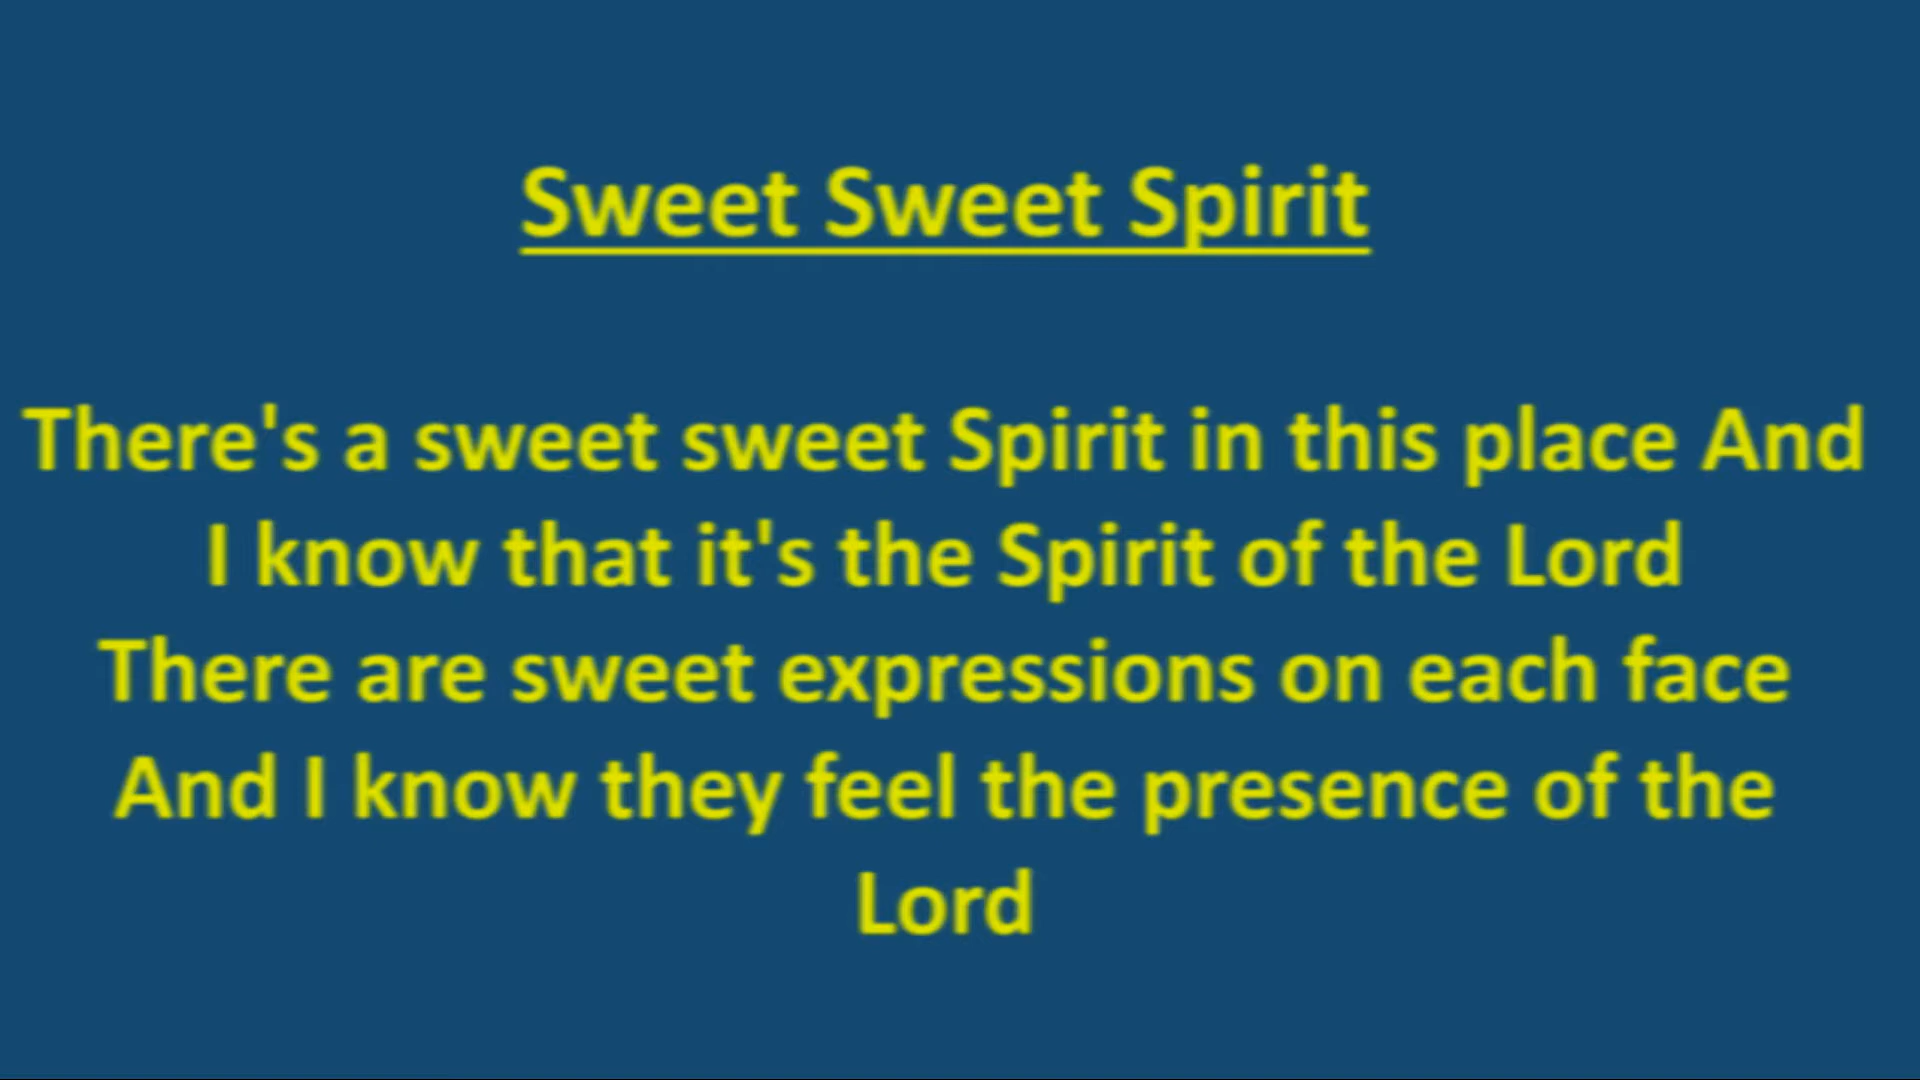 Sweet Sweet Spirit
There's a sweet sweet Spirit in this place And
I know that it's the Spirit of the Lord
There are sweet expressions on each face
And I know they feel the presence of the
Lord